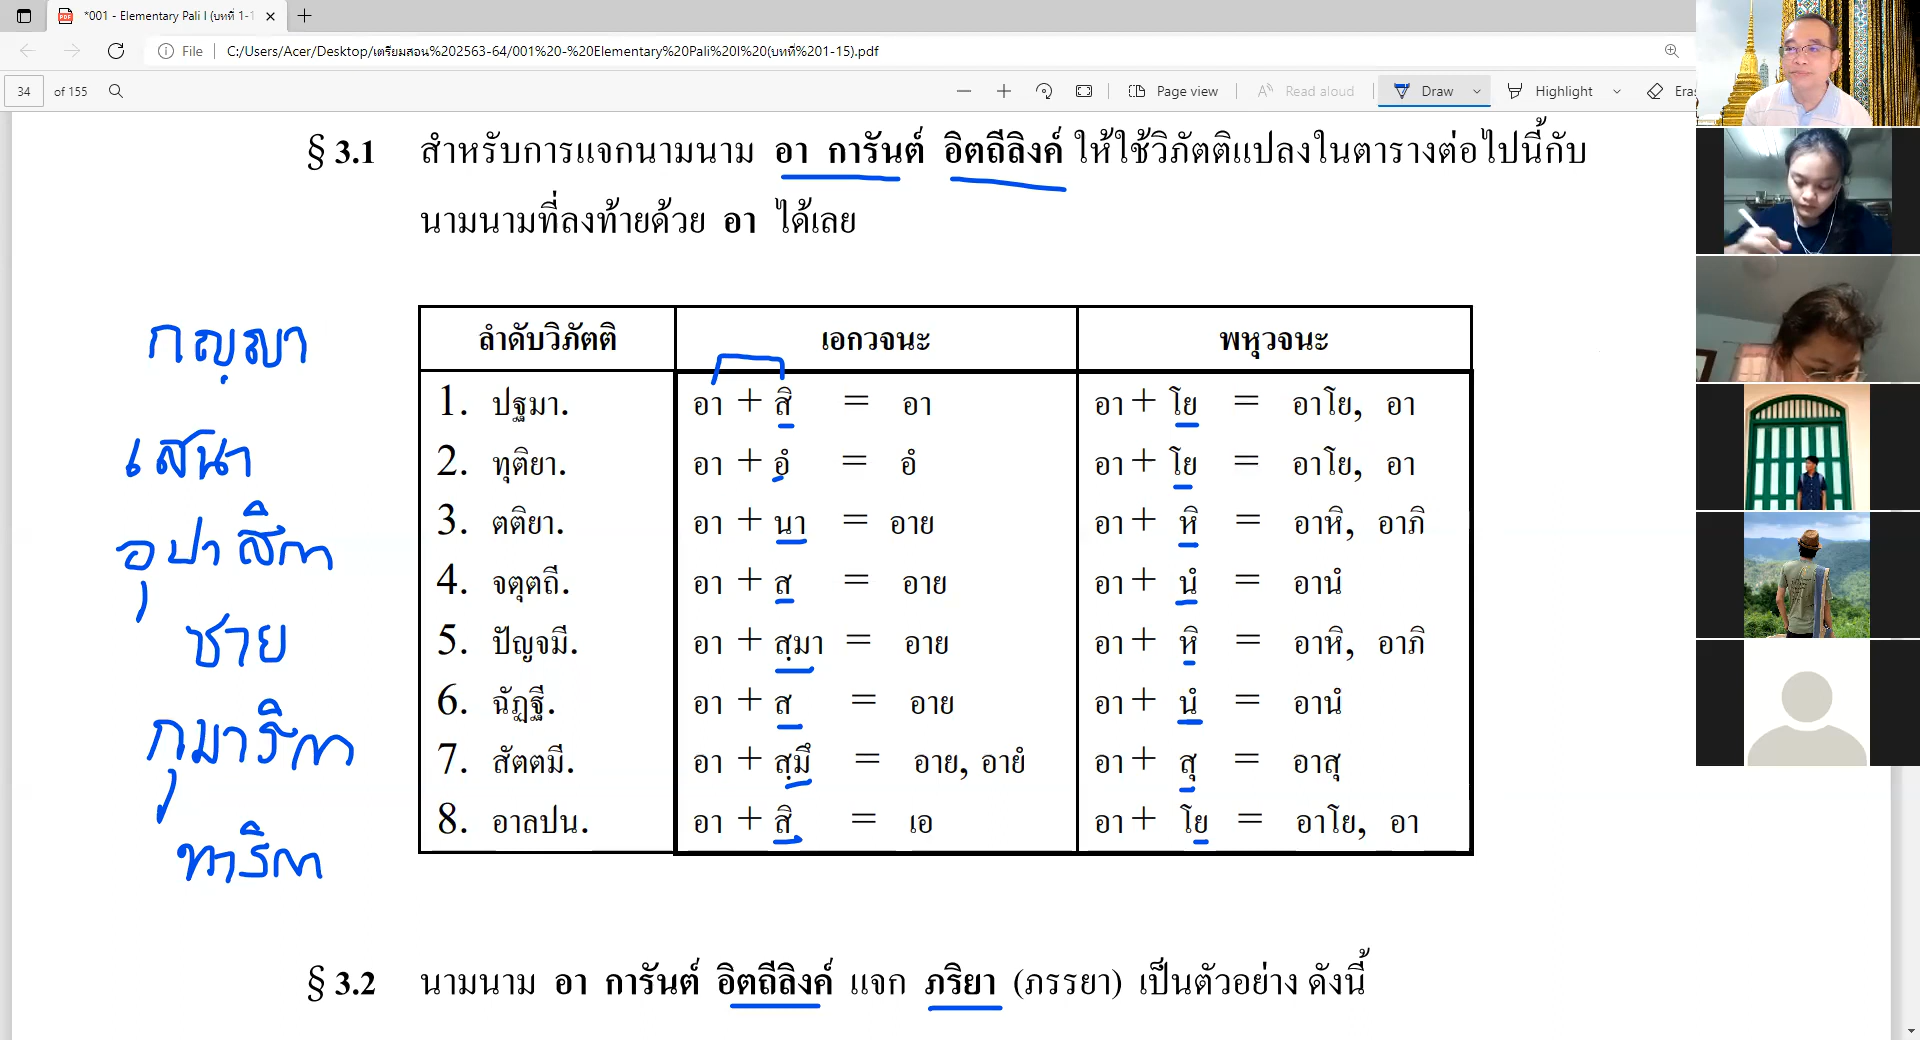 *001 - Elementary Pali I (บทที่ 1-1
File
C:/Users/Acer/Desktop/เตรียมสอน%202563-64/001%20-%20Elementary%20Pali%20I%20(บทที่%201-15).pdf
34 of 155
Page view
Read aloud
Draw
Highlight
Eras
§ 3.1 สำหรับการแจกนามนาม อา การันต์ อิตถีลิงค์ ให้ใช้วิภัตติแปลงในตารางต่อไปนี้กับ
นามนามที่ลงท้ายด้วย อา ได้เลย
ลำดับวิภัตติ เอกวจนะ พหุวจนะ
1. ปฐมา. อา + สิ = อา อา + โย = อาโย, อา
2. ทุติยา. อา + อํ = อํ อา + โย = อาโย, อา
3. ตติยา. อา + นา = อาย อา + หิ = อาหิ, อาภิ
4. จตุตถี. อา + ส = อาย อา + นํ = อานํ
5. ปัญจมี. อา + สฺมา = อาย อา + หิ = อาหิ, อาภิ
6. ฉัฏฐี. อา + ส = อาย อา + นํ = อานํ
7. สัตตมี. อา + สฺมึ = อาย, อายํ อา + สุ = อาสุ
8. อาลปน. อา + สิ = เอ อา + โย = อาโย, อา
กญฺญา
เสนา
อุปาสิกา
ชาย
กุมาริกา
ทาริกา
§ 3.2 นามนาม อา การันต์ อิตถีลิงค์ แจก ภริยา (ภรรยา) เป็นตัวอย่าง ดังนี้